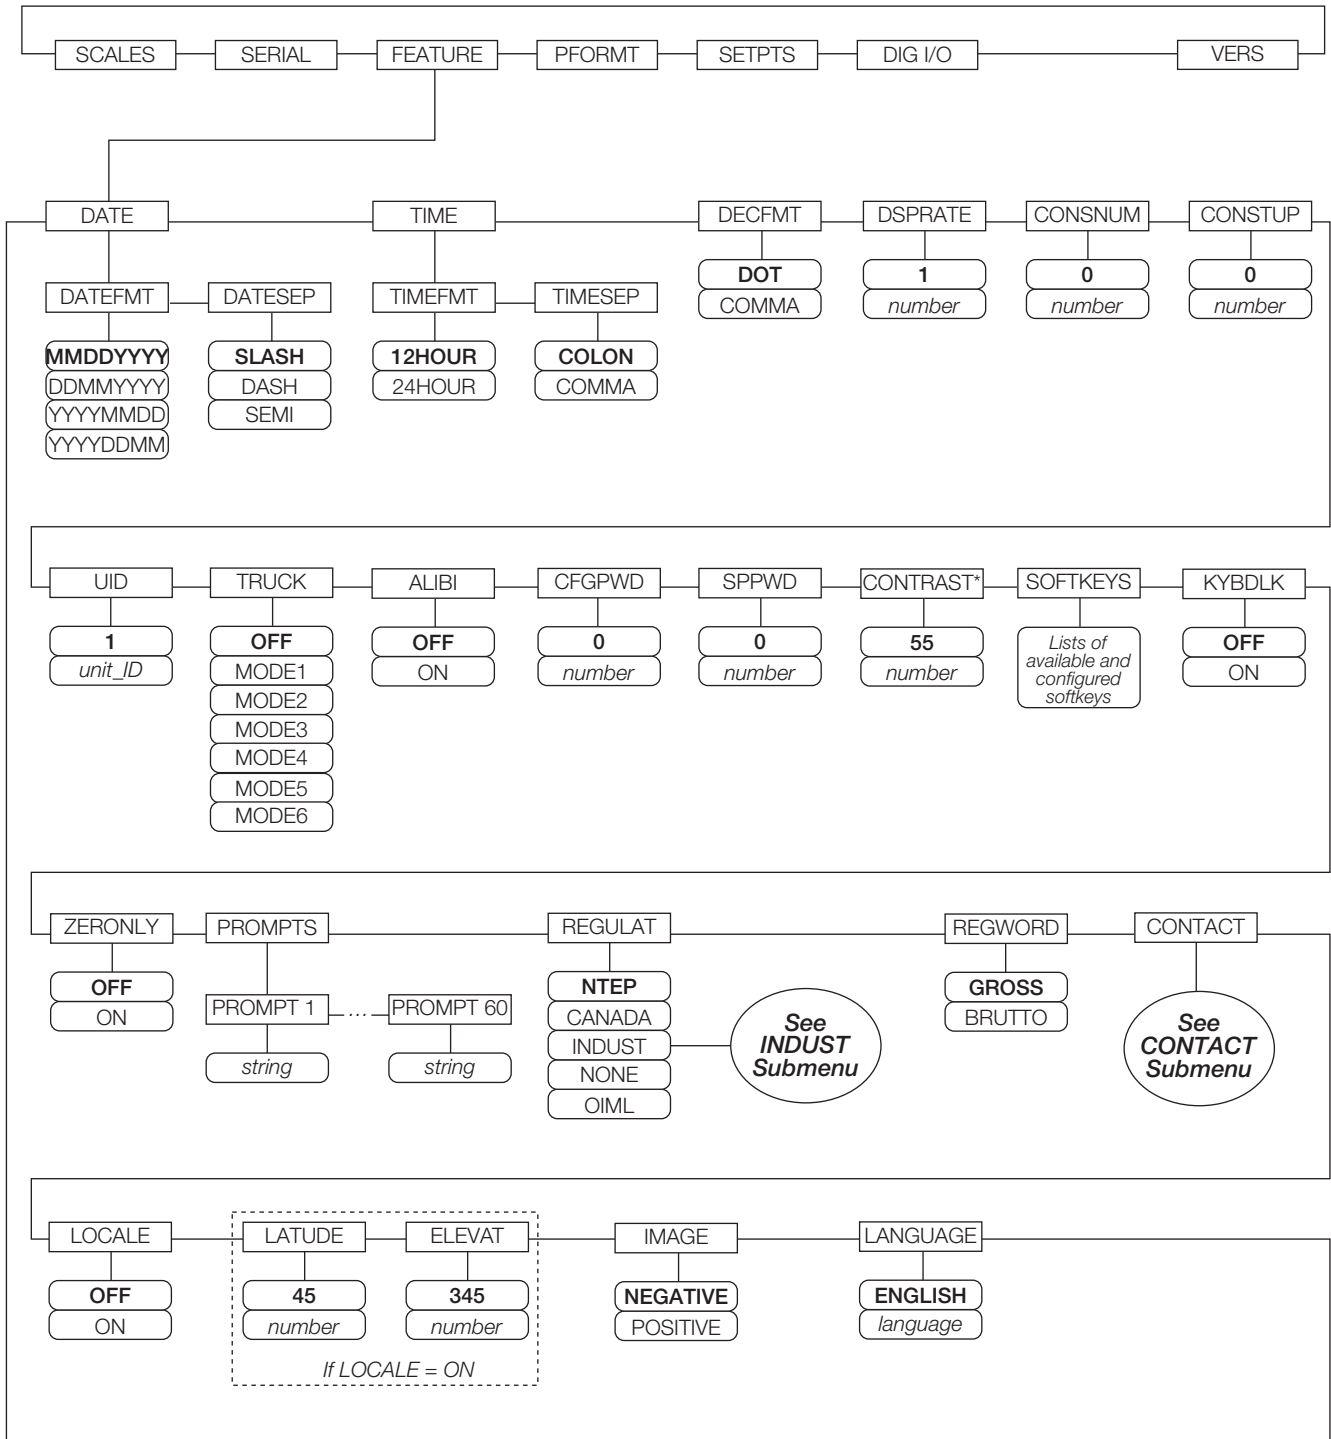 SCALES SERIAL FEATURE PFORMT SETPTS DIG I/O VERS
DATE TIME DECFMT DSPRATE CONSNUM CONSTUP
DOT 1 0 0
COMMA number number number
DATEFMT DATESEP TIMEFMT TIMESEP
MMDDYYYY SLASH 12HOUR COLON
DDMMYYYY DASH 24HOUR COMMA
YYYYMMDD SEMI
YYYYDDMM
UID TRUCK ALIBI CFGPWD SPPWD CONTRAST* SOFTKEYS KYBDLK
1 OFF OFF 0 0 55 Lists of OFF
unit_ID MODE1 ON number number number available and ON
MODE2 configured
MODE3 softkeys
MODE4
MODE5
MODE6
ZERONLY PROMPTS REGULAT REGWORD CONTACT
OFF NTEP GROSS
ON PROMPT 1 ... PROMPT 60 CANADA See BRUTTO See
string string INDUST INDUST CONTACT
NONE Submenu Submenu
OIML
LOCALE LATUDE ELEVAT IMAGE LANGUAGE
OFF 45 345 NEGATIVE ENGLISH
ON number number POSITIVE language
If LOCALE = ON